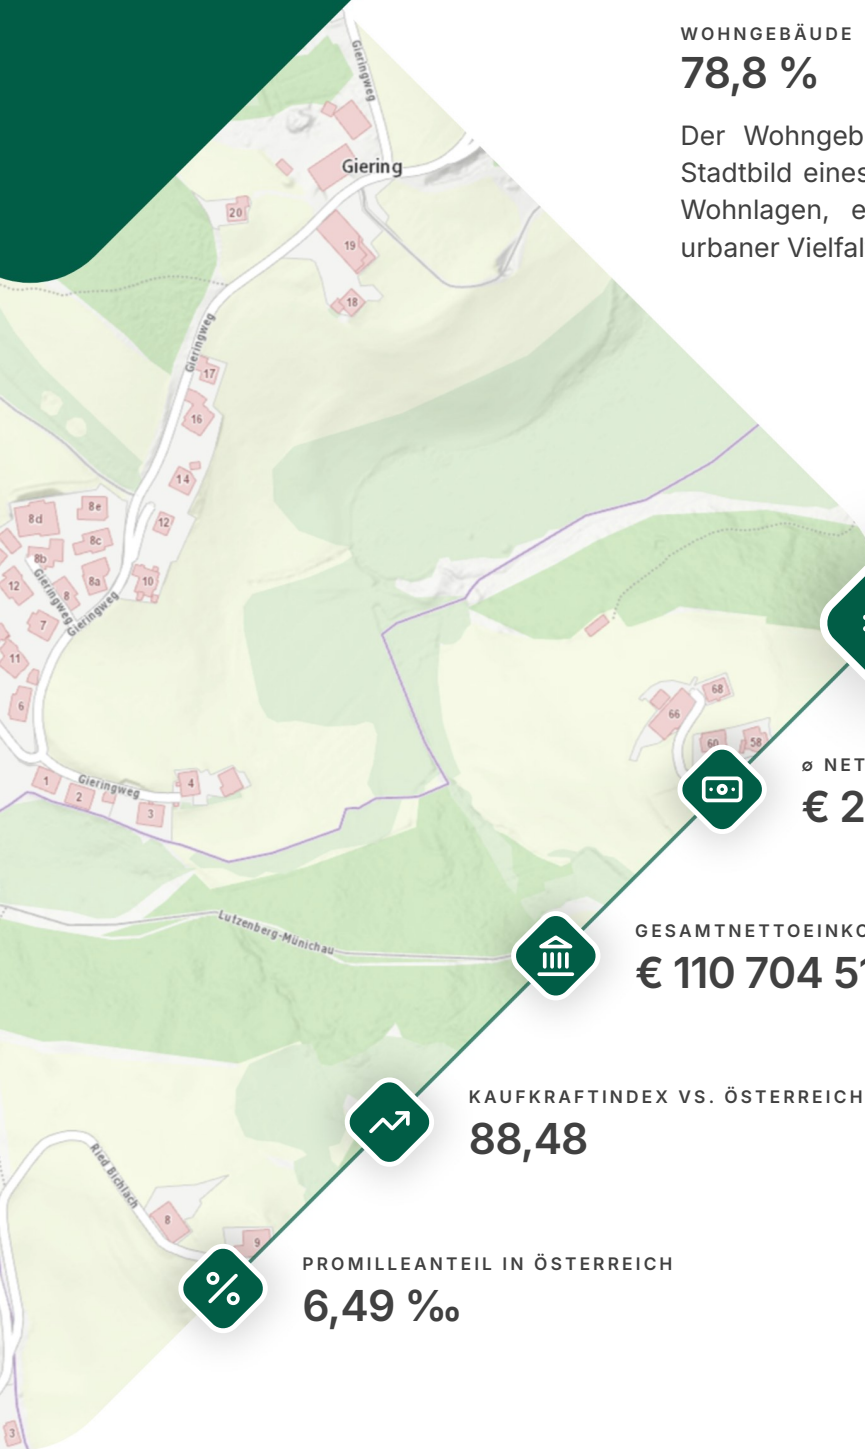 WOHNGEBÄUDE
78,8 %
Der Wohngeb
Stadtbild eines
Wohnlagen, e
urbaner Vielfal
Gieringweg
Giering
20
19
18
Gieringweg
17
16
14
12
8d
8e
8c
8b
8a
8
12
10
Gieringweg
Gieringweg
7
11
6
68
66
60
58
1
2
Gieringweg
4
3
ø NET
€ 2
Lutzenberg-Münichau
GESAMTNETTOEINKO
€ 110 704 51
KAUFKRAFTINDEX VS. ÖSTERREICH
88,48
Ried Bichlach
8
9
PROMILLEANTEIL IN ÖSTERREICH
6,49 ‰
3